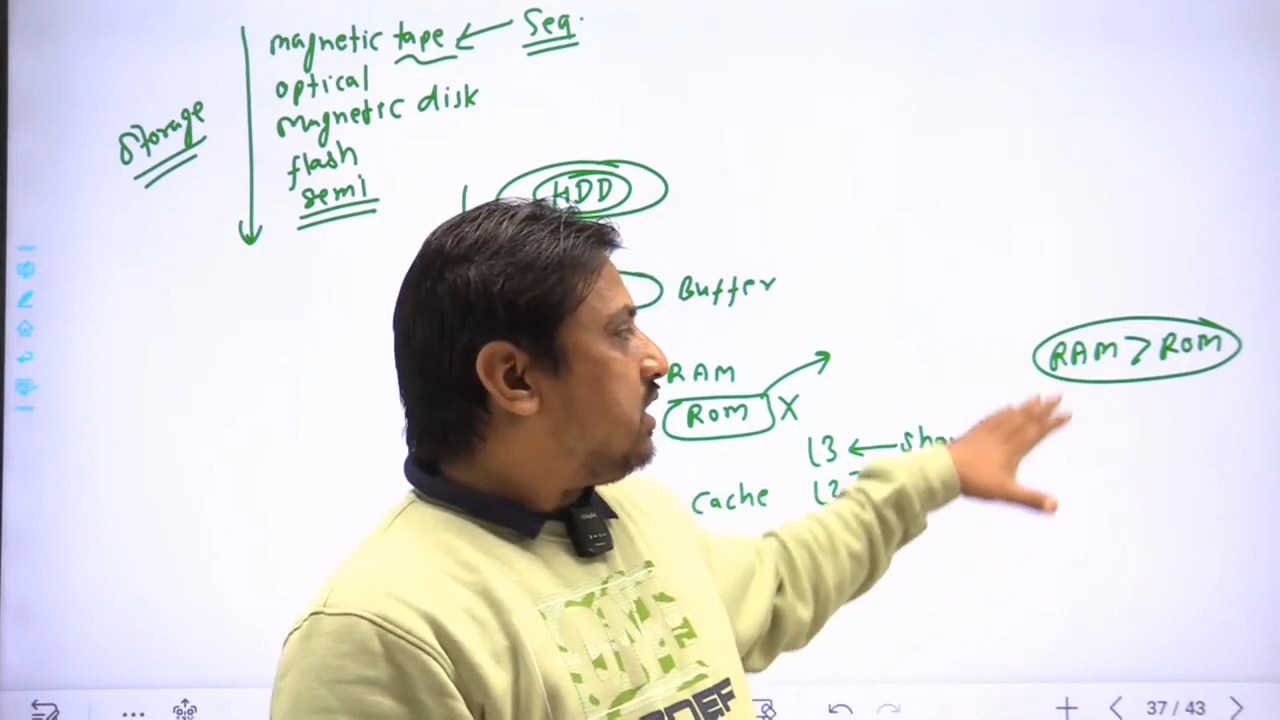 magnetic tape ← Seq.
optical
magnetic disk
Storage
flash
semi
HDD
Buffer
RAM > ROM
RAM
ROM X
L3 ←
Cache L2
37 / 43